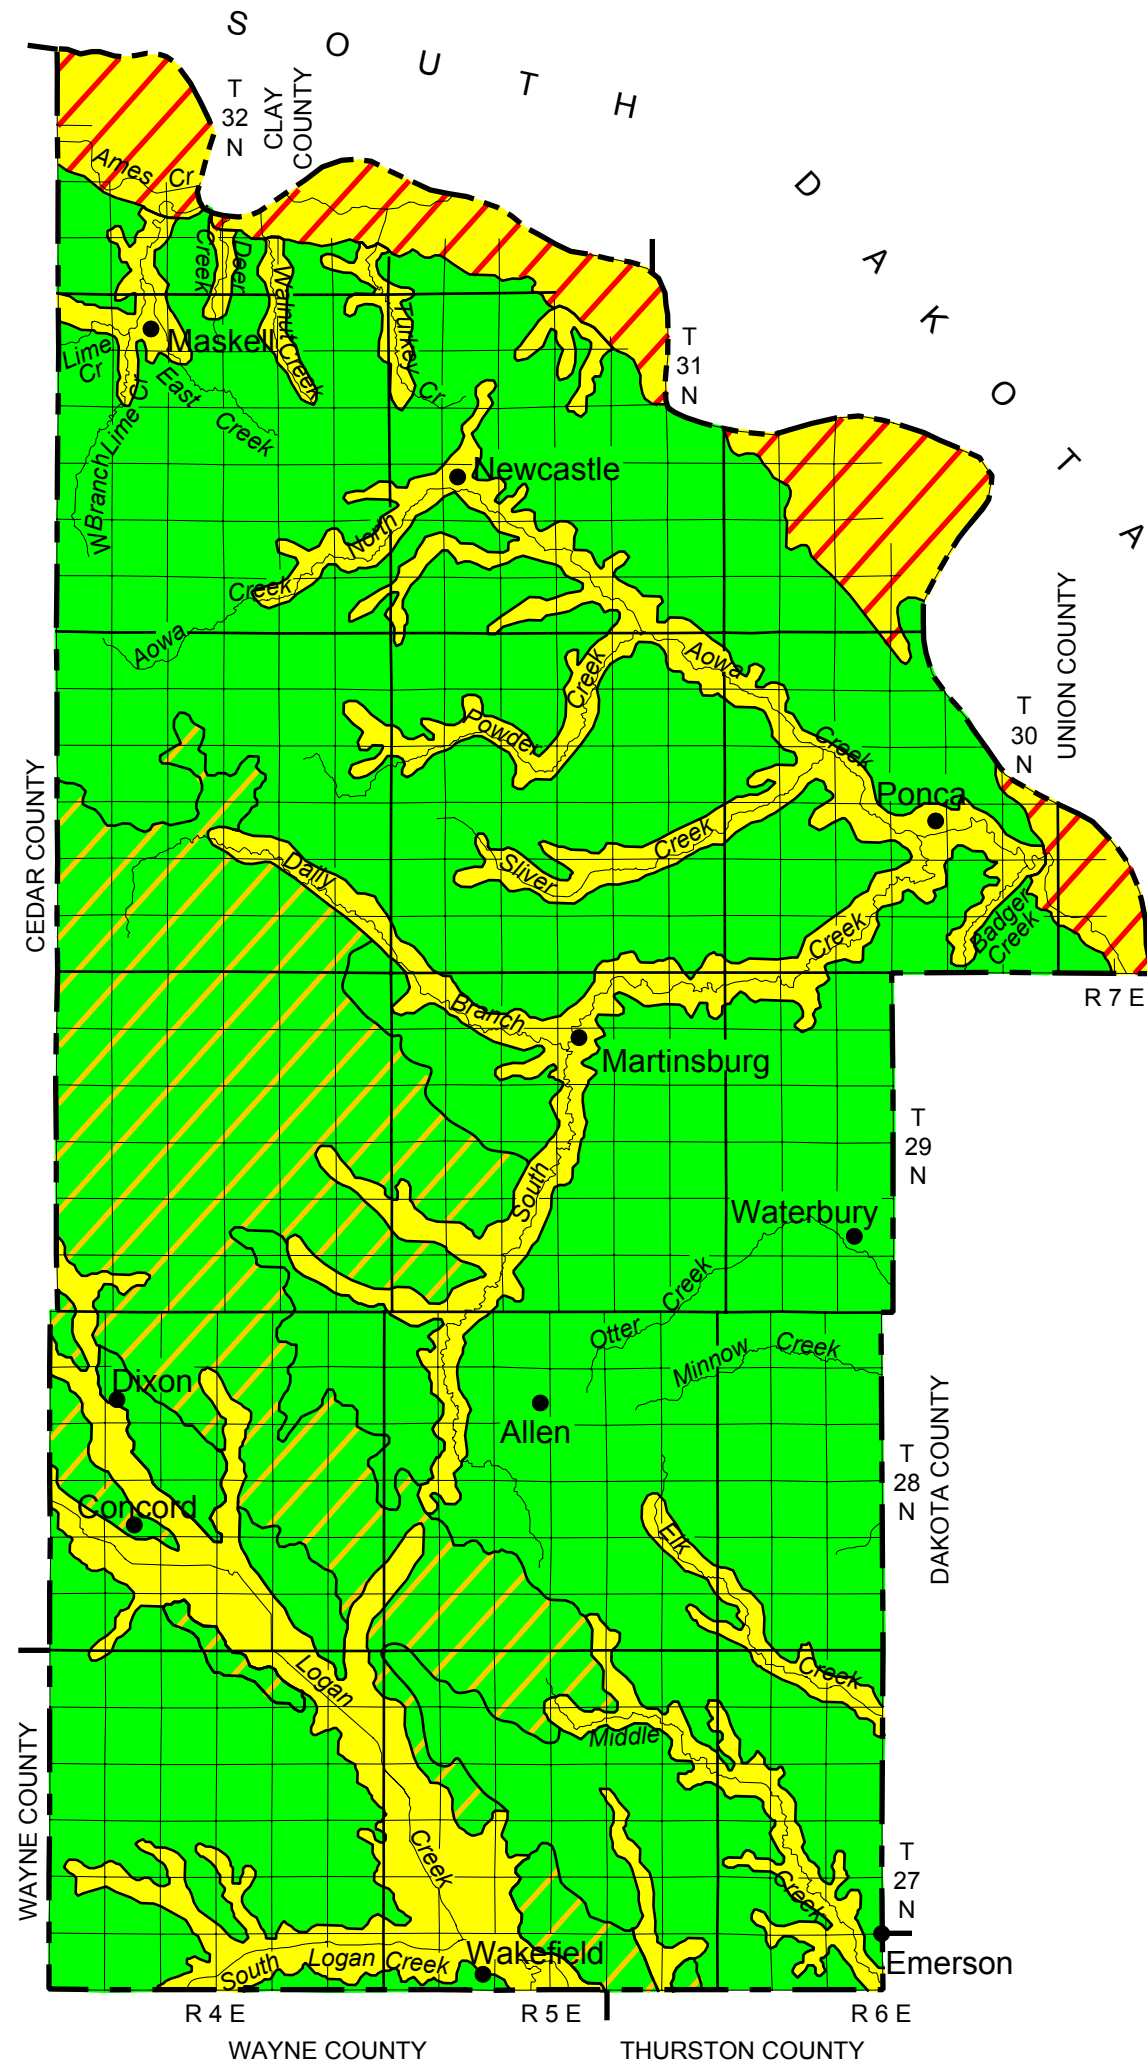 SOUTH DAKOTA
T
32
N
CLAY
COUNTY
Ames Cr
Deer
Creek
Walnut Creek
Turkey Cr
Maskell
Lime
Cr
East Creek
W Branch Lime Cr
T
31
N
Newcastle
North
Creek
Aowa
Aowa
Creek
Powder
Creek
UNION COUNTY
T
30
N
Ponca
CEDAR COUNTY
Sliver
Creek
Daily
Branch
Creek
Badger
Creek
R 7 E
Martinsburg
T
29
N
South
Waterbury
Otter
Creek
Minnow
Creek
Dixon
Allen
T
28
N
DAKOTA COUNTY
Concord
Elk
Creek
Logan
Middle
WAYNE COUNTY
Creek
Creek
T
27
N
South
Logan Creek
Wakefield
Emerson
R 4 E
R 5 E
R 6 E
WAYNE COUNTY
THURSTON COUNTY